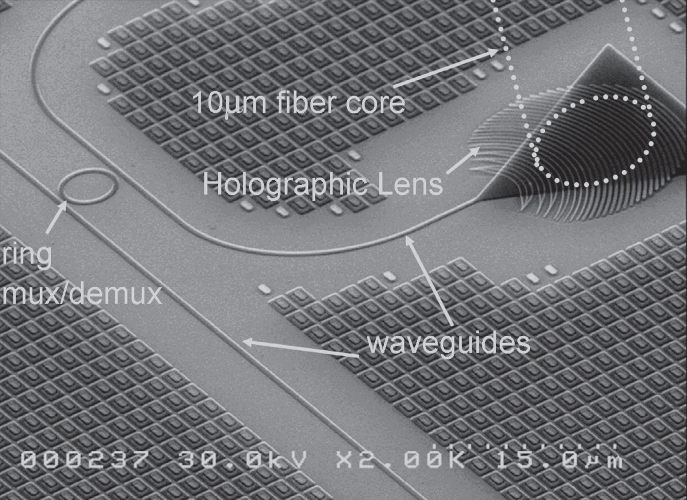 10μm fiber core
Holographic Lens
ring
mux/demux
waveguides
000237 30.0kV X2.00K 15.0μm